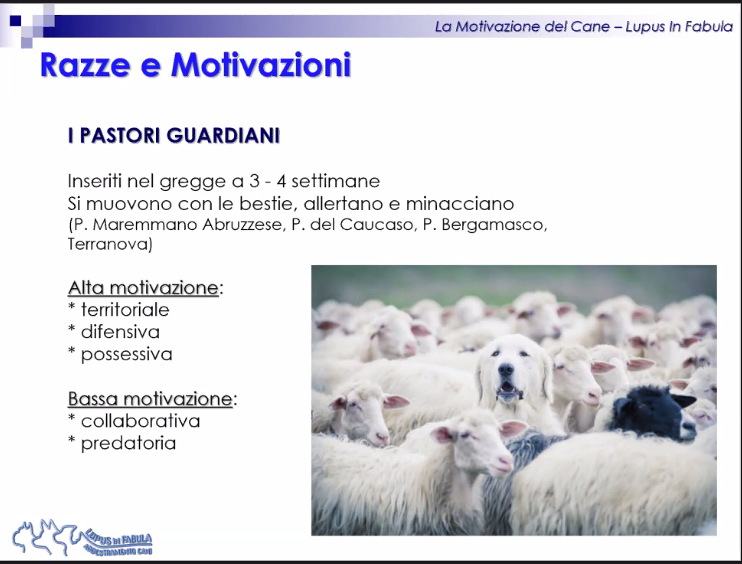 La Motivazione del Cane – Lupus In Fabula
Razze e Motivazioni
I PASTORI GUARDIANI
Inseriti nel gregge a 3 - 4 settimane
Si muovono con le bestie, allertano e minacciano
(P. Maremmano Abruzzese, P. del Caucaso, P. Bergamasco,
Terranova)
Alta motivazione:
* territoriale
* difensiva
* possessiva
Bassa motivazione:
* collaborativa
* predatoria
LUPUS IN FABULA
ADDESTRAMENTO CANI